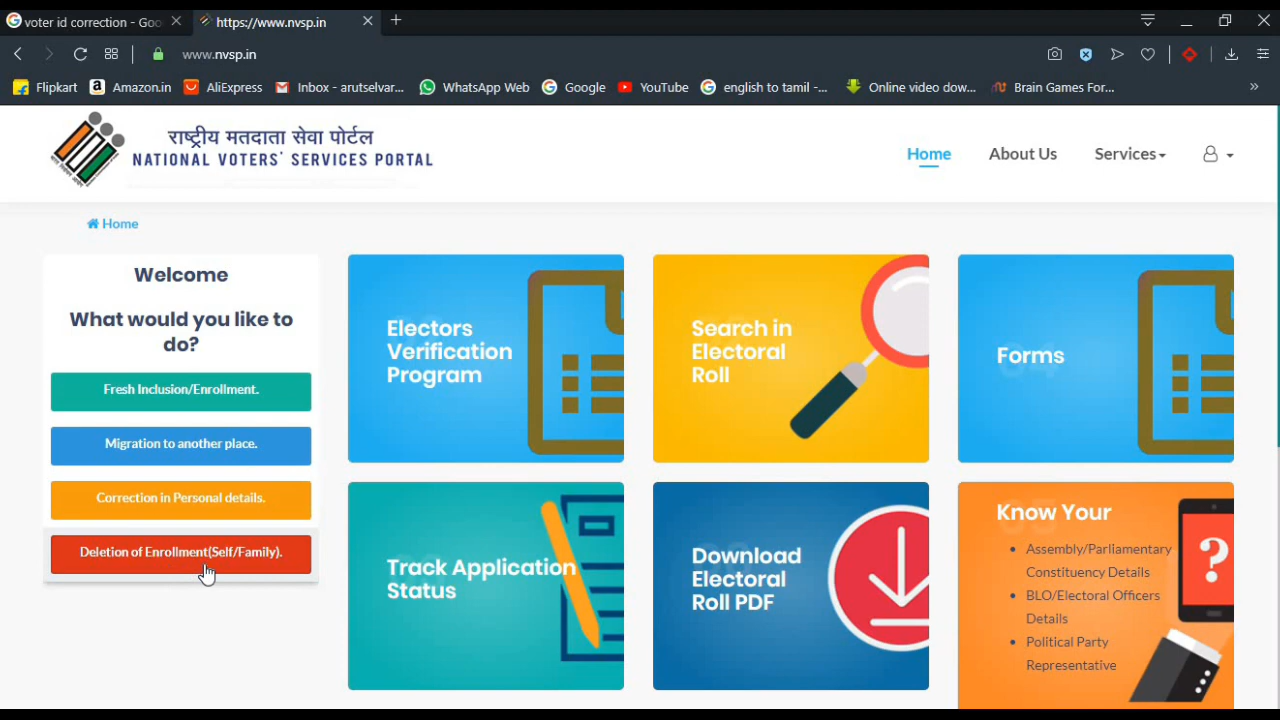 voter id correction - Goo
https://www.nvsp.in
www.nvsp.in
Flipkart
Amazon.in
AliExpress
Inbox - arutselvar...
WhatsApp Web
Google
YouTube
english to tamil -...
Online video dow...
Brain Games For...
राष्ट्रीय मतदाता सेवा पोर्टल
NATIONAL VOTERS' SERVICES PORTAL
Home
About Us
Services
Home
Welcome
What would you like to
do?
Fresh Inclusion/Enrollment.
Migration to another place.
Correction in Personal details.
Deletion of Enrollment(Self/Family).
Electors
Verification
Program
Search in
Electoral
Roll
Forms
Track Application
Status
Download
Electoral
Roll PDF
Know Your
Assembly/Parliamentary
Constituency Details
BLO/Electoral Officers
Details
Political Party
Representative